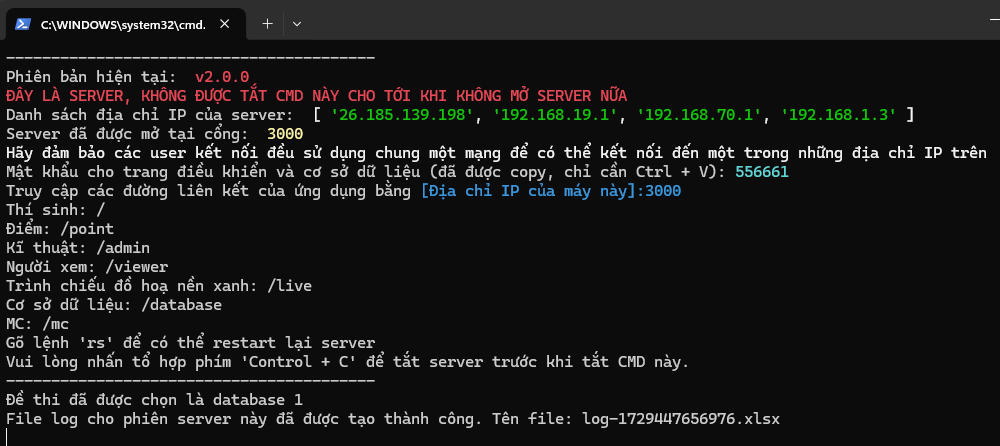 C:\WINDOWS\system32\cmd.
-----------------------------------------
Phiên bản hiện tại:  v2.0.0
ĐÂY LÀ SERVER, KHÔNG ĐƯỢC TẮT CMD NÀY CHO TỚI KHI KHÔNG MỞ SERVER NỮA
Danh sách địa chỉ IP của server:  [ '26.185.139.198', '192.168.19.1', '192.168.70.1', '192.168.1.3' ]
Server đã được mở tại cổng:  3000
Hãy đảm bảo các user kết nối đều sử dụng chung một mạng để có thể kết nối đến một trong những địa chỉ IP trên
Mật khẩu cho trang điều khiển và cơ sở dữ liệu (đã được copy, chỉ cần Ctrl + V): 556661
Truy cập các đường liên kết của ứng dụng bằng [Địa chỉ IP của máy này]:3000
Thí sinh: /
Điểm: /point
Kĩ thuật: /admin
Người xem: /viewer
Trình chiếu đồ hoạ nền xanh: /live
Cơ sở dữ liệu: /database
MC: /mc
Gõ lệnh 'rs' để có thể restart lại server
Vui lòng nhấn tổ hợp phím 'Control + C' để tắt server trước khi tắt CMD này.
-----------------------------------------
Đề thi đã được chọn là database 1
File log cho phiên server này đã được tạo thành công. Tên file: log-1729447656976.xlsx